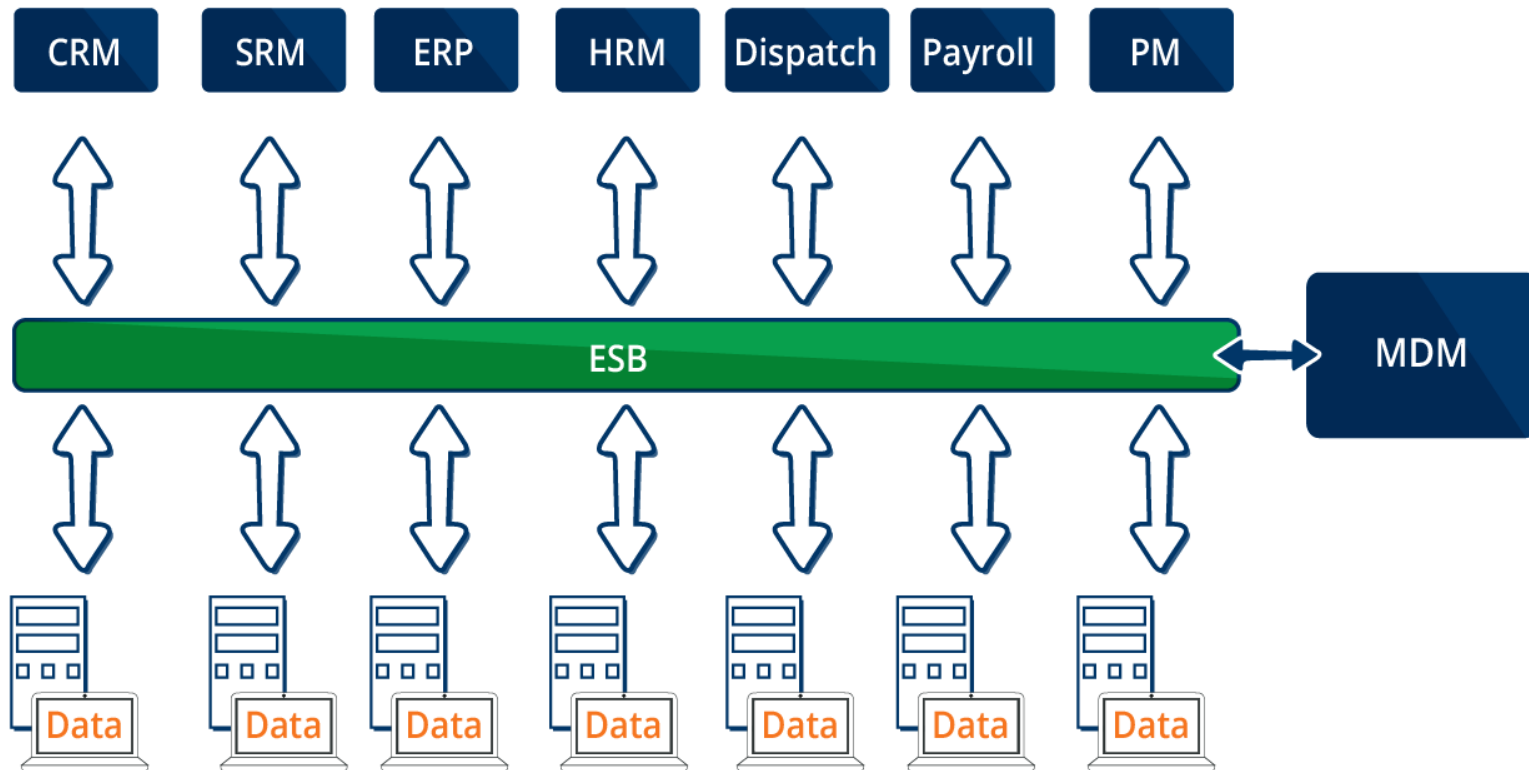 CRM
SRM
ERP
HRM
Dispatch
Payroll
PM
ESB
MDM
Data
Data
Data
Data
Data
Data
Data